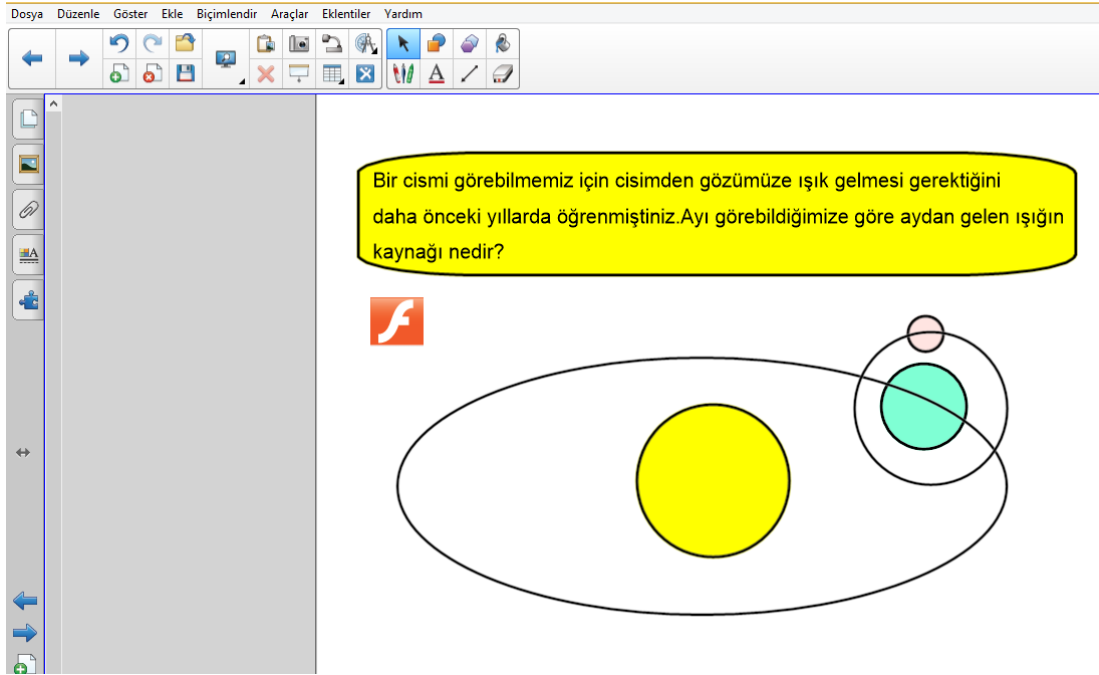 Dosya Düzenle Göster Ekle Biçimlendir Araçlar Eklentiler Yardım
Bir cismi görebilmemiz için cisimden gözümüze ışık gelmesi gerektiğini
daha önceki yıllarda öğrenmiştiniz.Ayı görebildiğimize göre aydan gelen ışığın
kaynağı nedir?